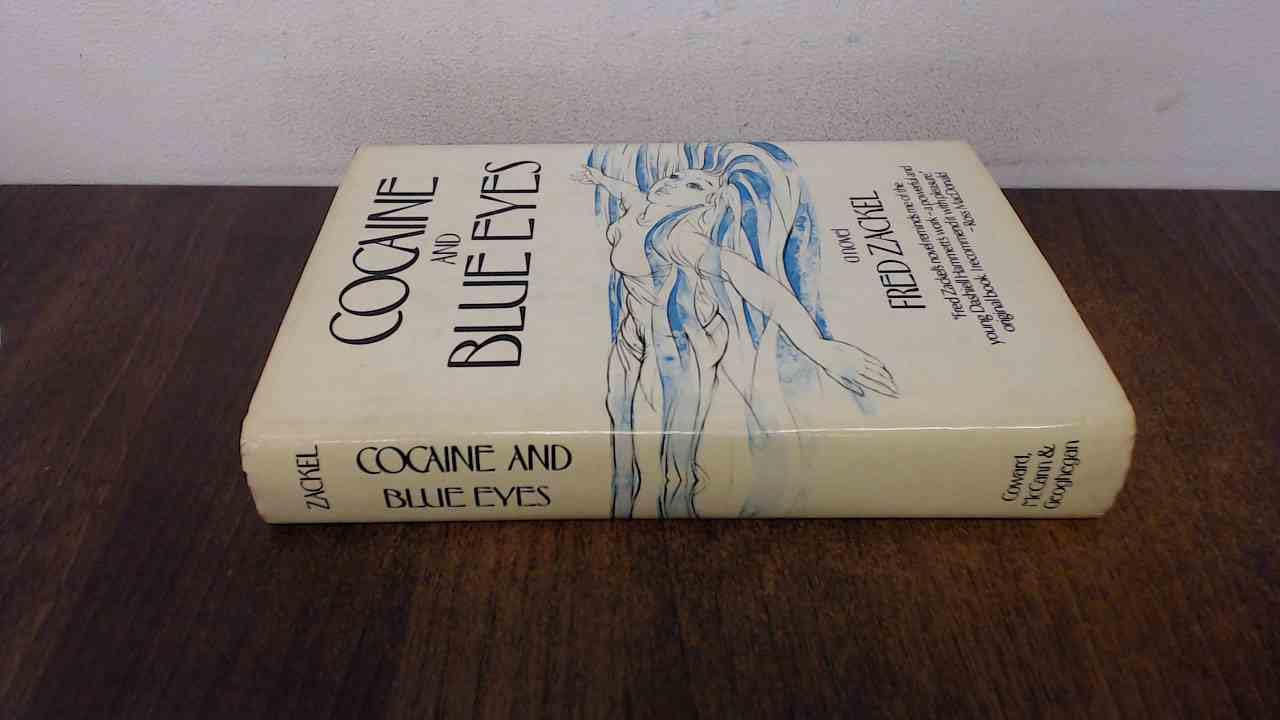 COCAINE
AND
BLUE EYES
a novel
FRED ZACKEL
"Fred Zackel's novel reminds me of the
young Dashiell Hammett's work—a powerful and
original book. I recommend it with pleasure."
—Ross MacDonald
ZACKEL
COCAINE AND
BLUE EYES
Coward,
McCann &
Geoghegan